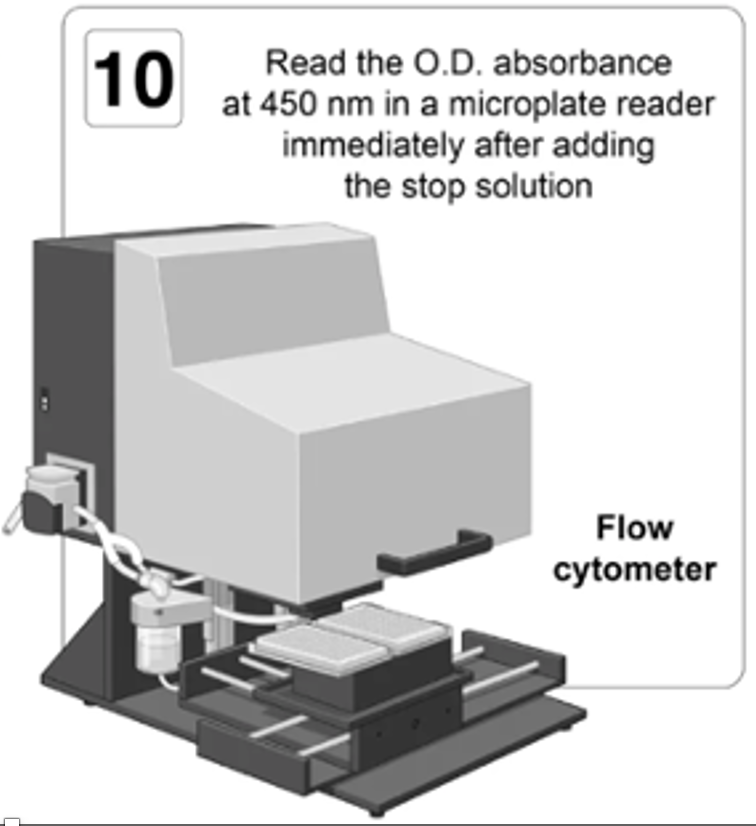 10
Read the O.D. absorbance
at 450 nm in a microplate reader
immediately after adding
the stop solution
Flow
cytometer